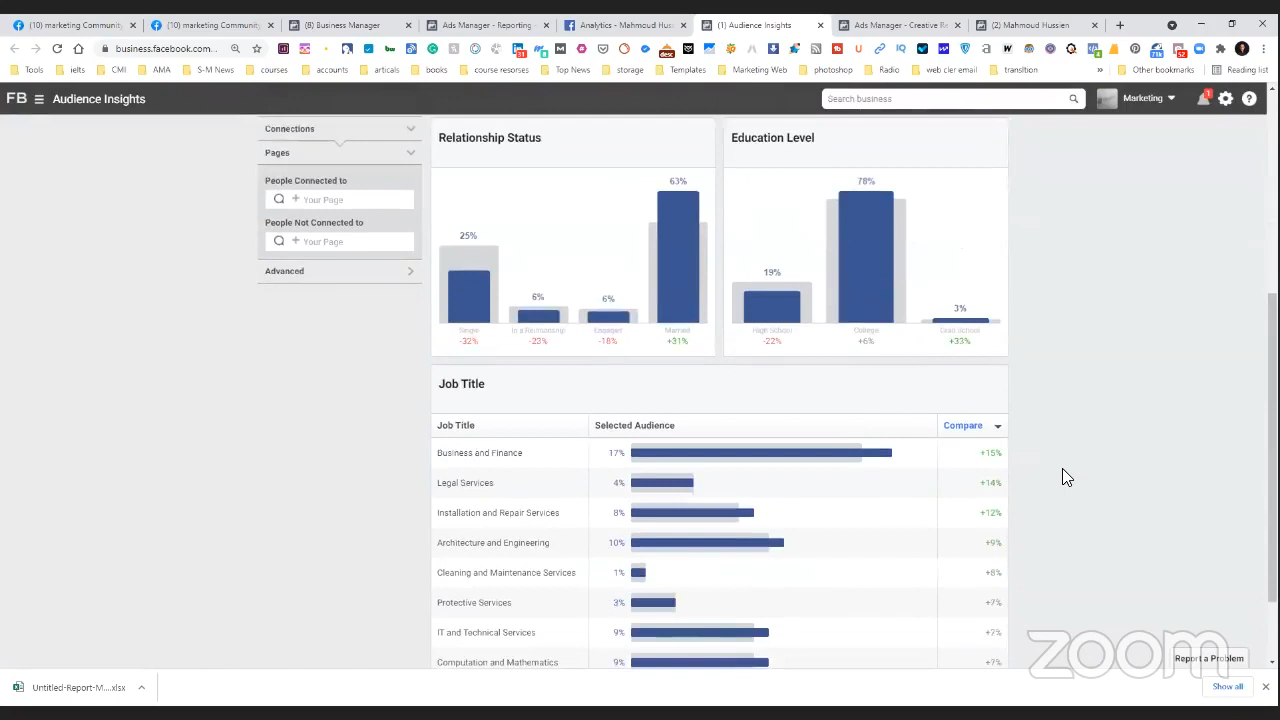 (10) marketing Community
(10) marketing Communit
(8) Business Manager
Ads Manager - Reporting -
Analytics - Mahmoud Huss
(1) Audience Insights
Ads Manager - Creative Re
(2) Mahmoud Hussien
business.facebook.com...
Tools
ielts
CMI
AMA
S-M News
courses
accounts
articals
books
course resorses
Top News
storage
Templates
Marketing Web
photoshop
Radio
web cler email
transltion
»
Other bookmarks
Reading list
FB
Audience Insights
Search business
Marketing
1
Connections
Pages
People Connected to
+ Your Page
People Not Connected to
+ Your Page
Advanced
Relationship Status
63%
25%
6%
6%
Single
In a Relationship
Engaged
Married
-32%
-23%
-18%
+31%
Education Level
78%
19%
3%
High School
College
Grad School
-22%
+6%
+33%
Job Title
Job Title
Selected Audience
Compare
Business and Finance
17%
+15%
Legal Services
4%
+14%
Installation and Repair Services
8%
+12%
Architecture and Engineering
10%
+9%
Cleaning and Maintenance Services
1%
+8%
Protective Services
3%
+7%
IT and Technical Services
9%
+7%
Computation and Mathematics
9%
+7%
zoom
Report a Problem
Untitled-Report-M....xlsx
Show all